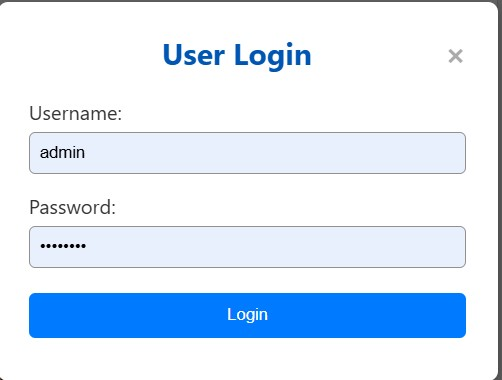 User Login
×
Username:
admin
Password:
••••••••
Login